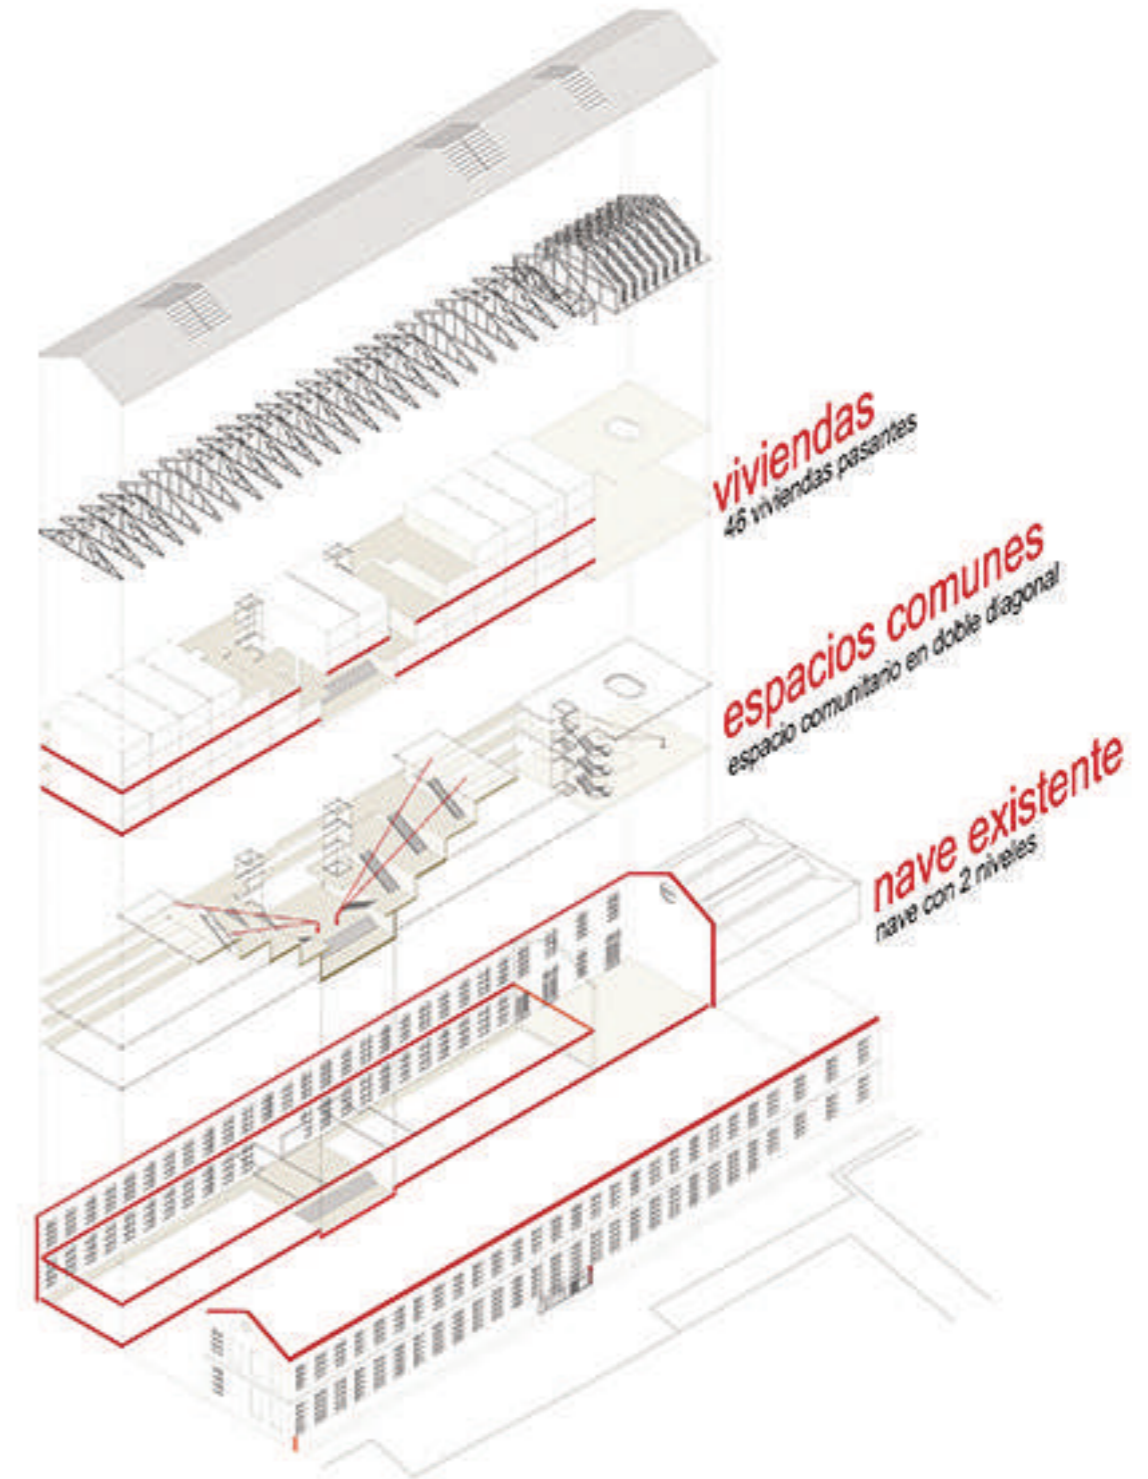 viviendas
46 viviendas pasantes
espacios comunes
espacio comunitario en doble diagonal
nave existente
nave con 2 niveles